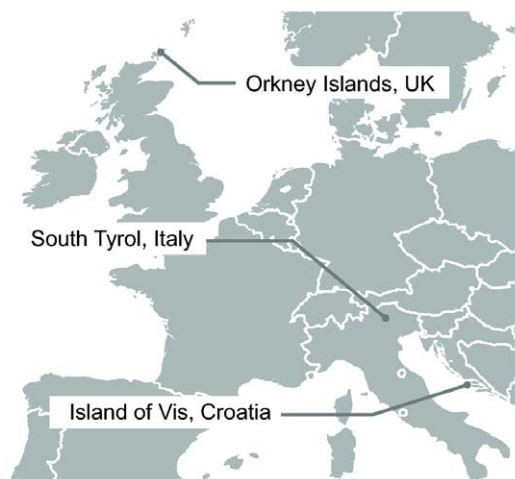 Orkney Islands, UK
South Tyrol, Italy
Island of Vis, Croatia